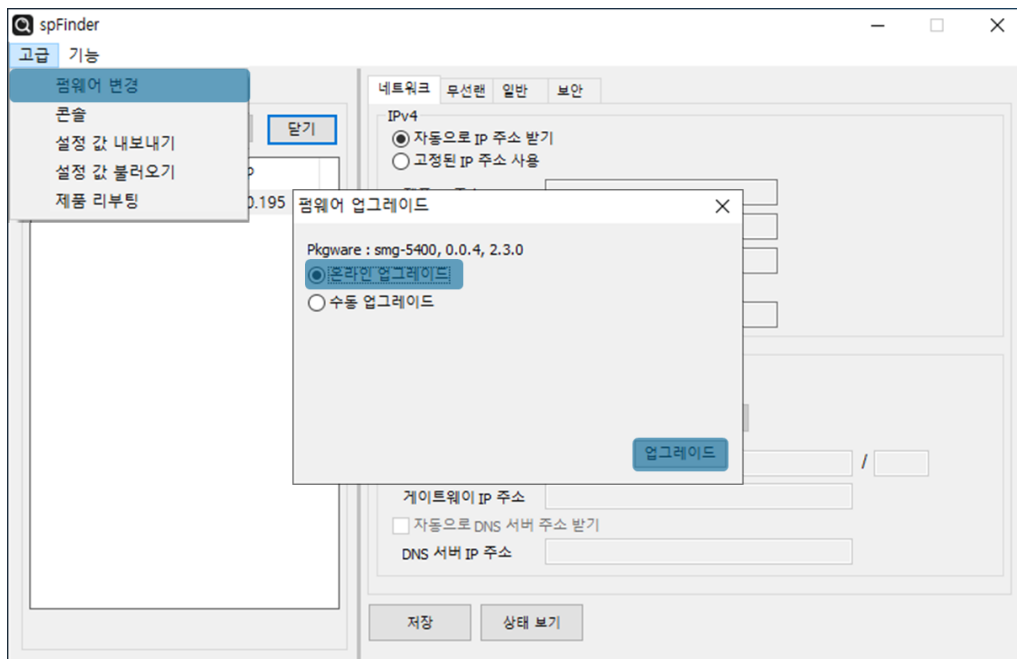 spFinder
고급 기능
펌웨어 변경
콘솔
설정 값 내보내기
설정 값 불러오기
제품 리부팅
닫기
0.195
네트워크 무선랜 일반 보안
IPv4
자동으로 IP 주소 받기
고정된 IP 주소 사용
펌웨어 업그레이드
Pkgware : smg-5400, 0.0.4, 2.3.0
온라인 업그레이드
수동 업그레이드
업그레이드
/
게이트웨이 IP 주소
자동으로 DNS 서버 주소 받기
DNS 서버 IP 주소
저장 상태 보기